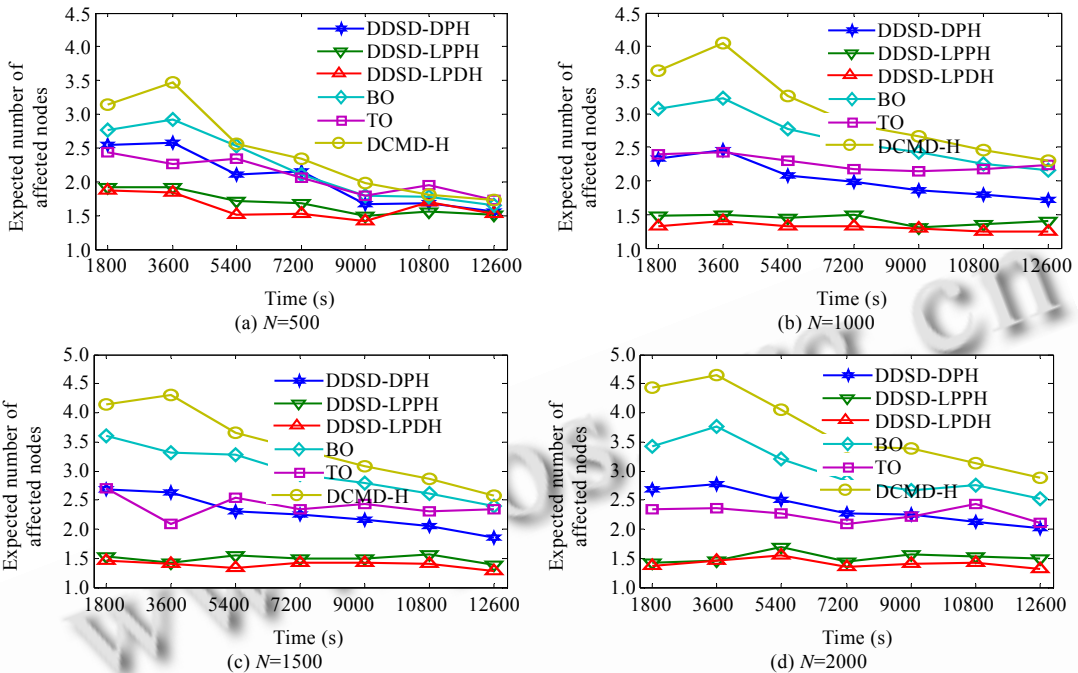 4.5
4.0
3.5
3.0
2.5
2.0
1.5
1.0
Expected number of
affected nodes
DDSD-DPH
DDSD-LPPH
DDSD-LPDH
BO
TO
DCMD-H
1800 3600 5400 7200 9000 10800 12600
Time (s)
(a) N=500
4.5
4.0
3.5
3.0
2.5
2.0
1.5
1.0
Expected number of
affected nodes
DDSD-DPH
DDSD-LPPH
DDSD-LPDH
BO
TO
DCMD-H
1800 3600 5400 7200 9000 10800 12600
Time (s)
(b) N=1000
5.0
4.5
4.0
3.5
3.0
2.5
2.0
1.5
1.0
Expected number of
affected nodes
DDSD-DPH
DDSD-LPPH
DDSD-LPDH
BO
TO
DCMD-H
1800 3600 5400 7200 9000 10800 12600
Time (s)
(c) N=1500
5.0
4.5
4.0
3.5
3.0
2.5
2.0
1.5
1.0
Expected number of
affected nodes
DDSD-DPH
DDSD-LPPH
DDSD-LPDH
BO
TO
DCMD-H
1800 3600 5400 7200 9000 10800 12600
Time (s)
(d) N=2000